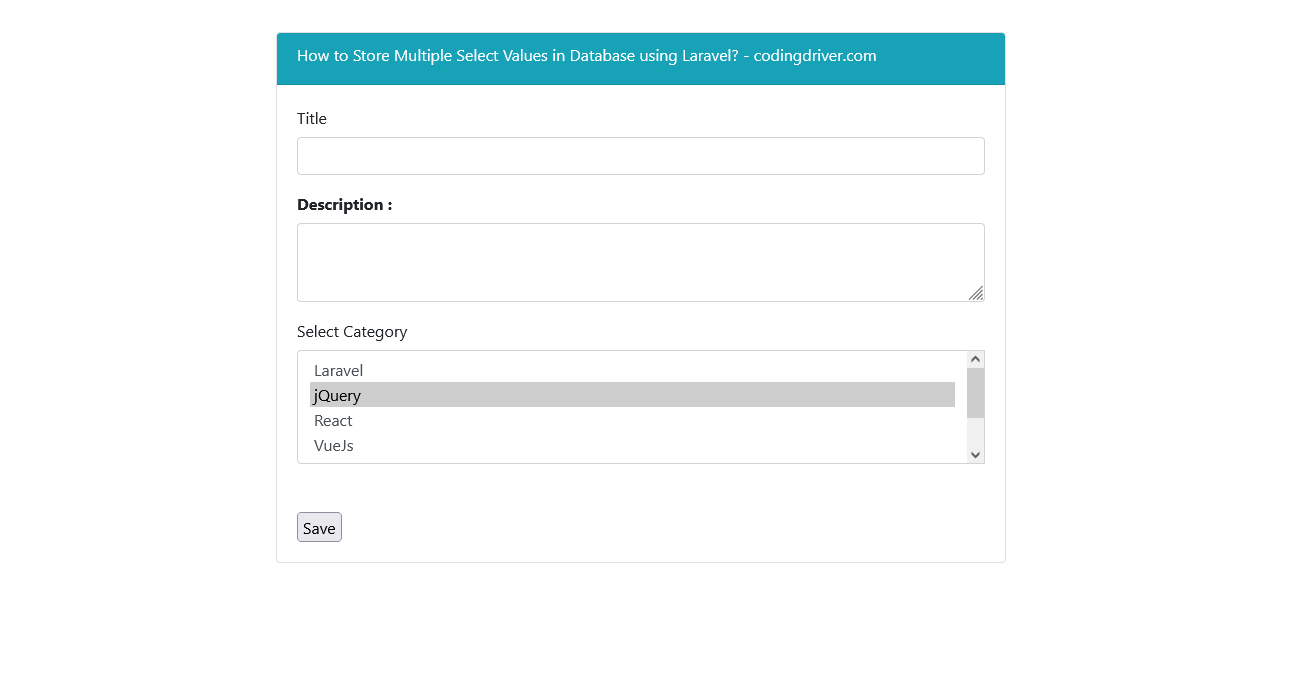 How to Store Multiple Select Values in Database using Laravel? - codingdriver.com
Title
Description :
Select Category
Laravel
jQuery
React
VueJs
Save